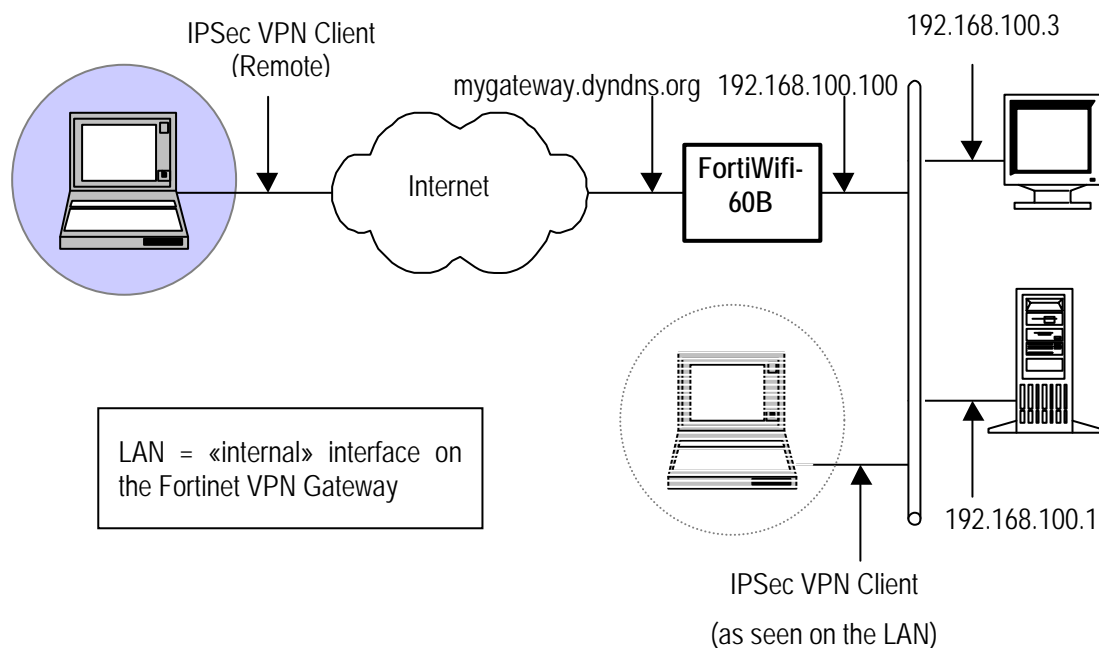 IPSec VPN Client
(Remote)
192.168.100.3
mygateway.dyndns.org
192.168.100.100
Internet
FortiWifi-
60B
LAN = «internal» interface on
the Fortinet VPN Gateway
192.168.100.1
IPSec VPN Client
(as seen on the LAN)